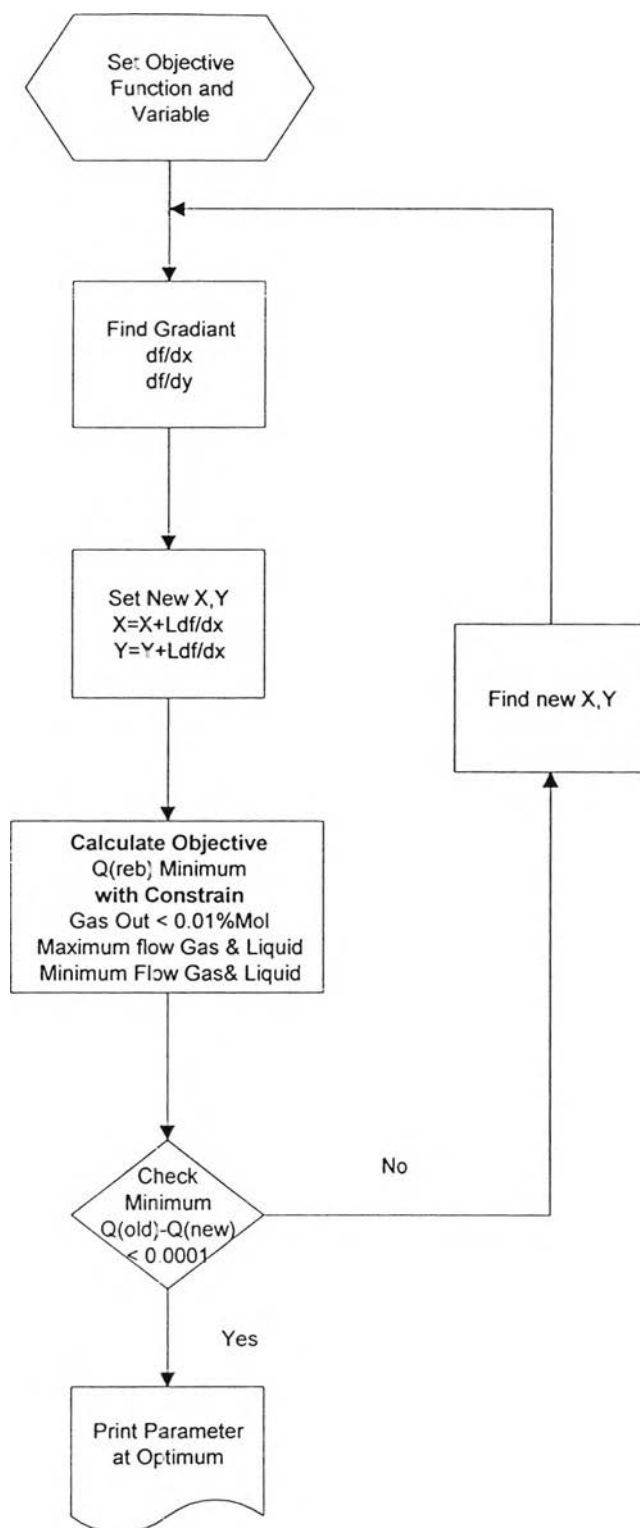 Set Objective
Function and
Variable
Find Gradiant
df/dx
df/dy
Set New X,Y
X=X+Ldf/dx
Y=Y+Ldf/dx
Find new X,Y
Calculate Objective
Q(reb) Minimum
with Constrain
Gas Out < 0.01%Mol
Maximum flow Gas & Liquid
Minimum Flow Gas& Liquid
Check
Minimum
Q(old)-Q(new)
< 0.0001
No
Yes
Print Parameter
at Optimum